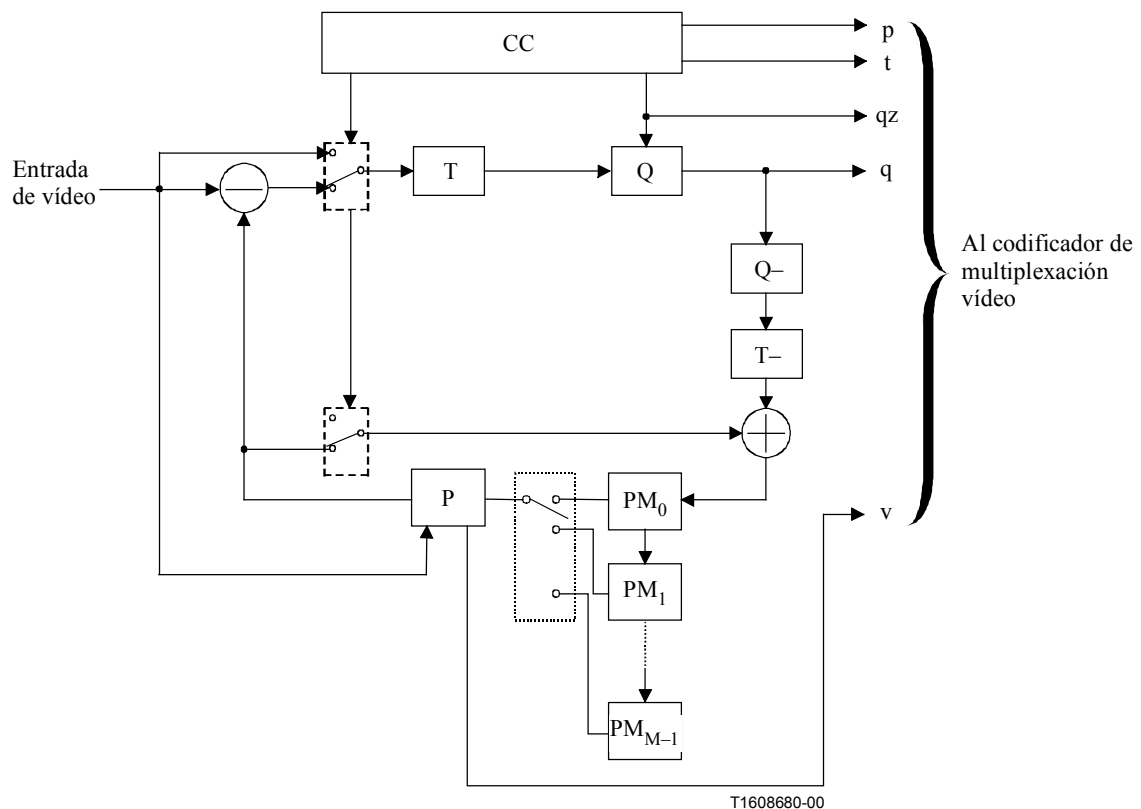 CC
p
t
qz
q
Entrada
de vídeo
T
Q
Q–
T–
Al codificador de
multiplexación
vídeo
P
PM0
PM1
PMM–1
v
T1608680-00